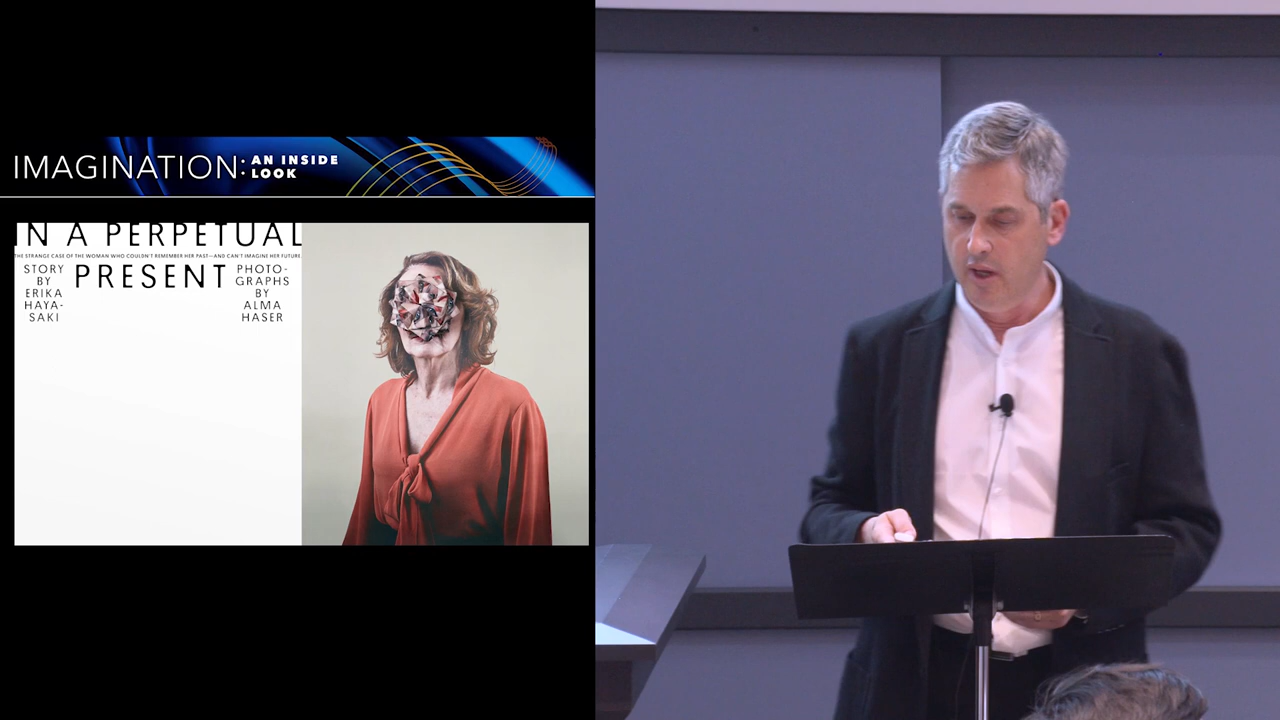 IMAGINATION: AN INSIDE
LOOK
IN A PERPETUAL
THE STRANGE CASE OF THE WOMAN WHO COULDN'T REMEMBER HER PAST—AND CAN'T IMAGINE HER FUTURE.
PRESENT
STORY
BY
ERIKA
HAYA-
SAKI
PHOTO-
GRAPHS
BY
ALMA
HASER